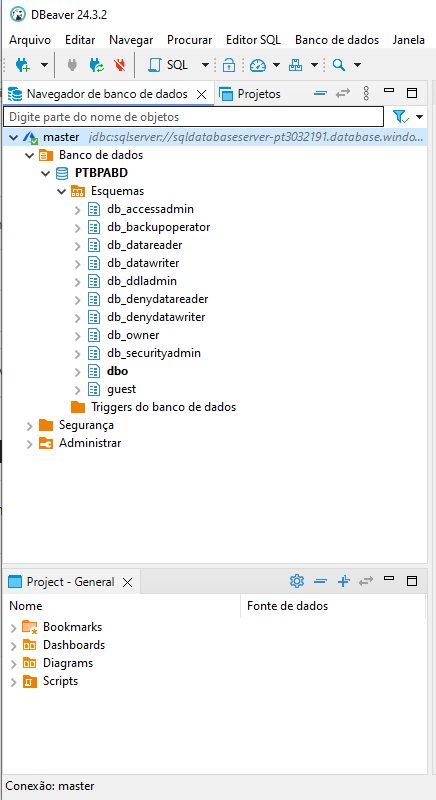 DBeaver 24.3.2
Arquivo Editar Navegar Procurar Editor SQL Banco de dados Janela
SQL
Navegador de banco de dados Projetos
Digite parte do nome de objetos
master jdbc:sqlserver://sqldatabaseserver-pt3032191.database.windo...
Banco de dados
PTBPABD
Esquemas
db_accessadmin
db_backupoperator
db_datareader
db_datawriter
db_ddladmin
db_denydatareader
db_denydatawriter
db_owner
db_securityadmin
dbo
guest
Triggers do banco de dados
Segurança
Administrar
Project - General
Nome Fonte de dados
Bookmarks
Dashboards
Diagrams
Scripts
Conexão: master